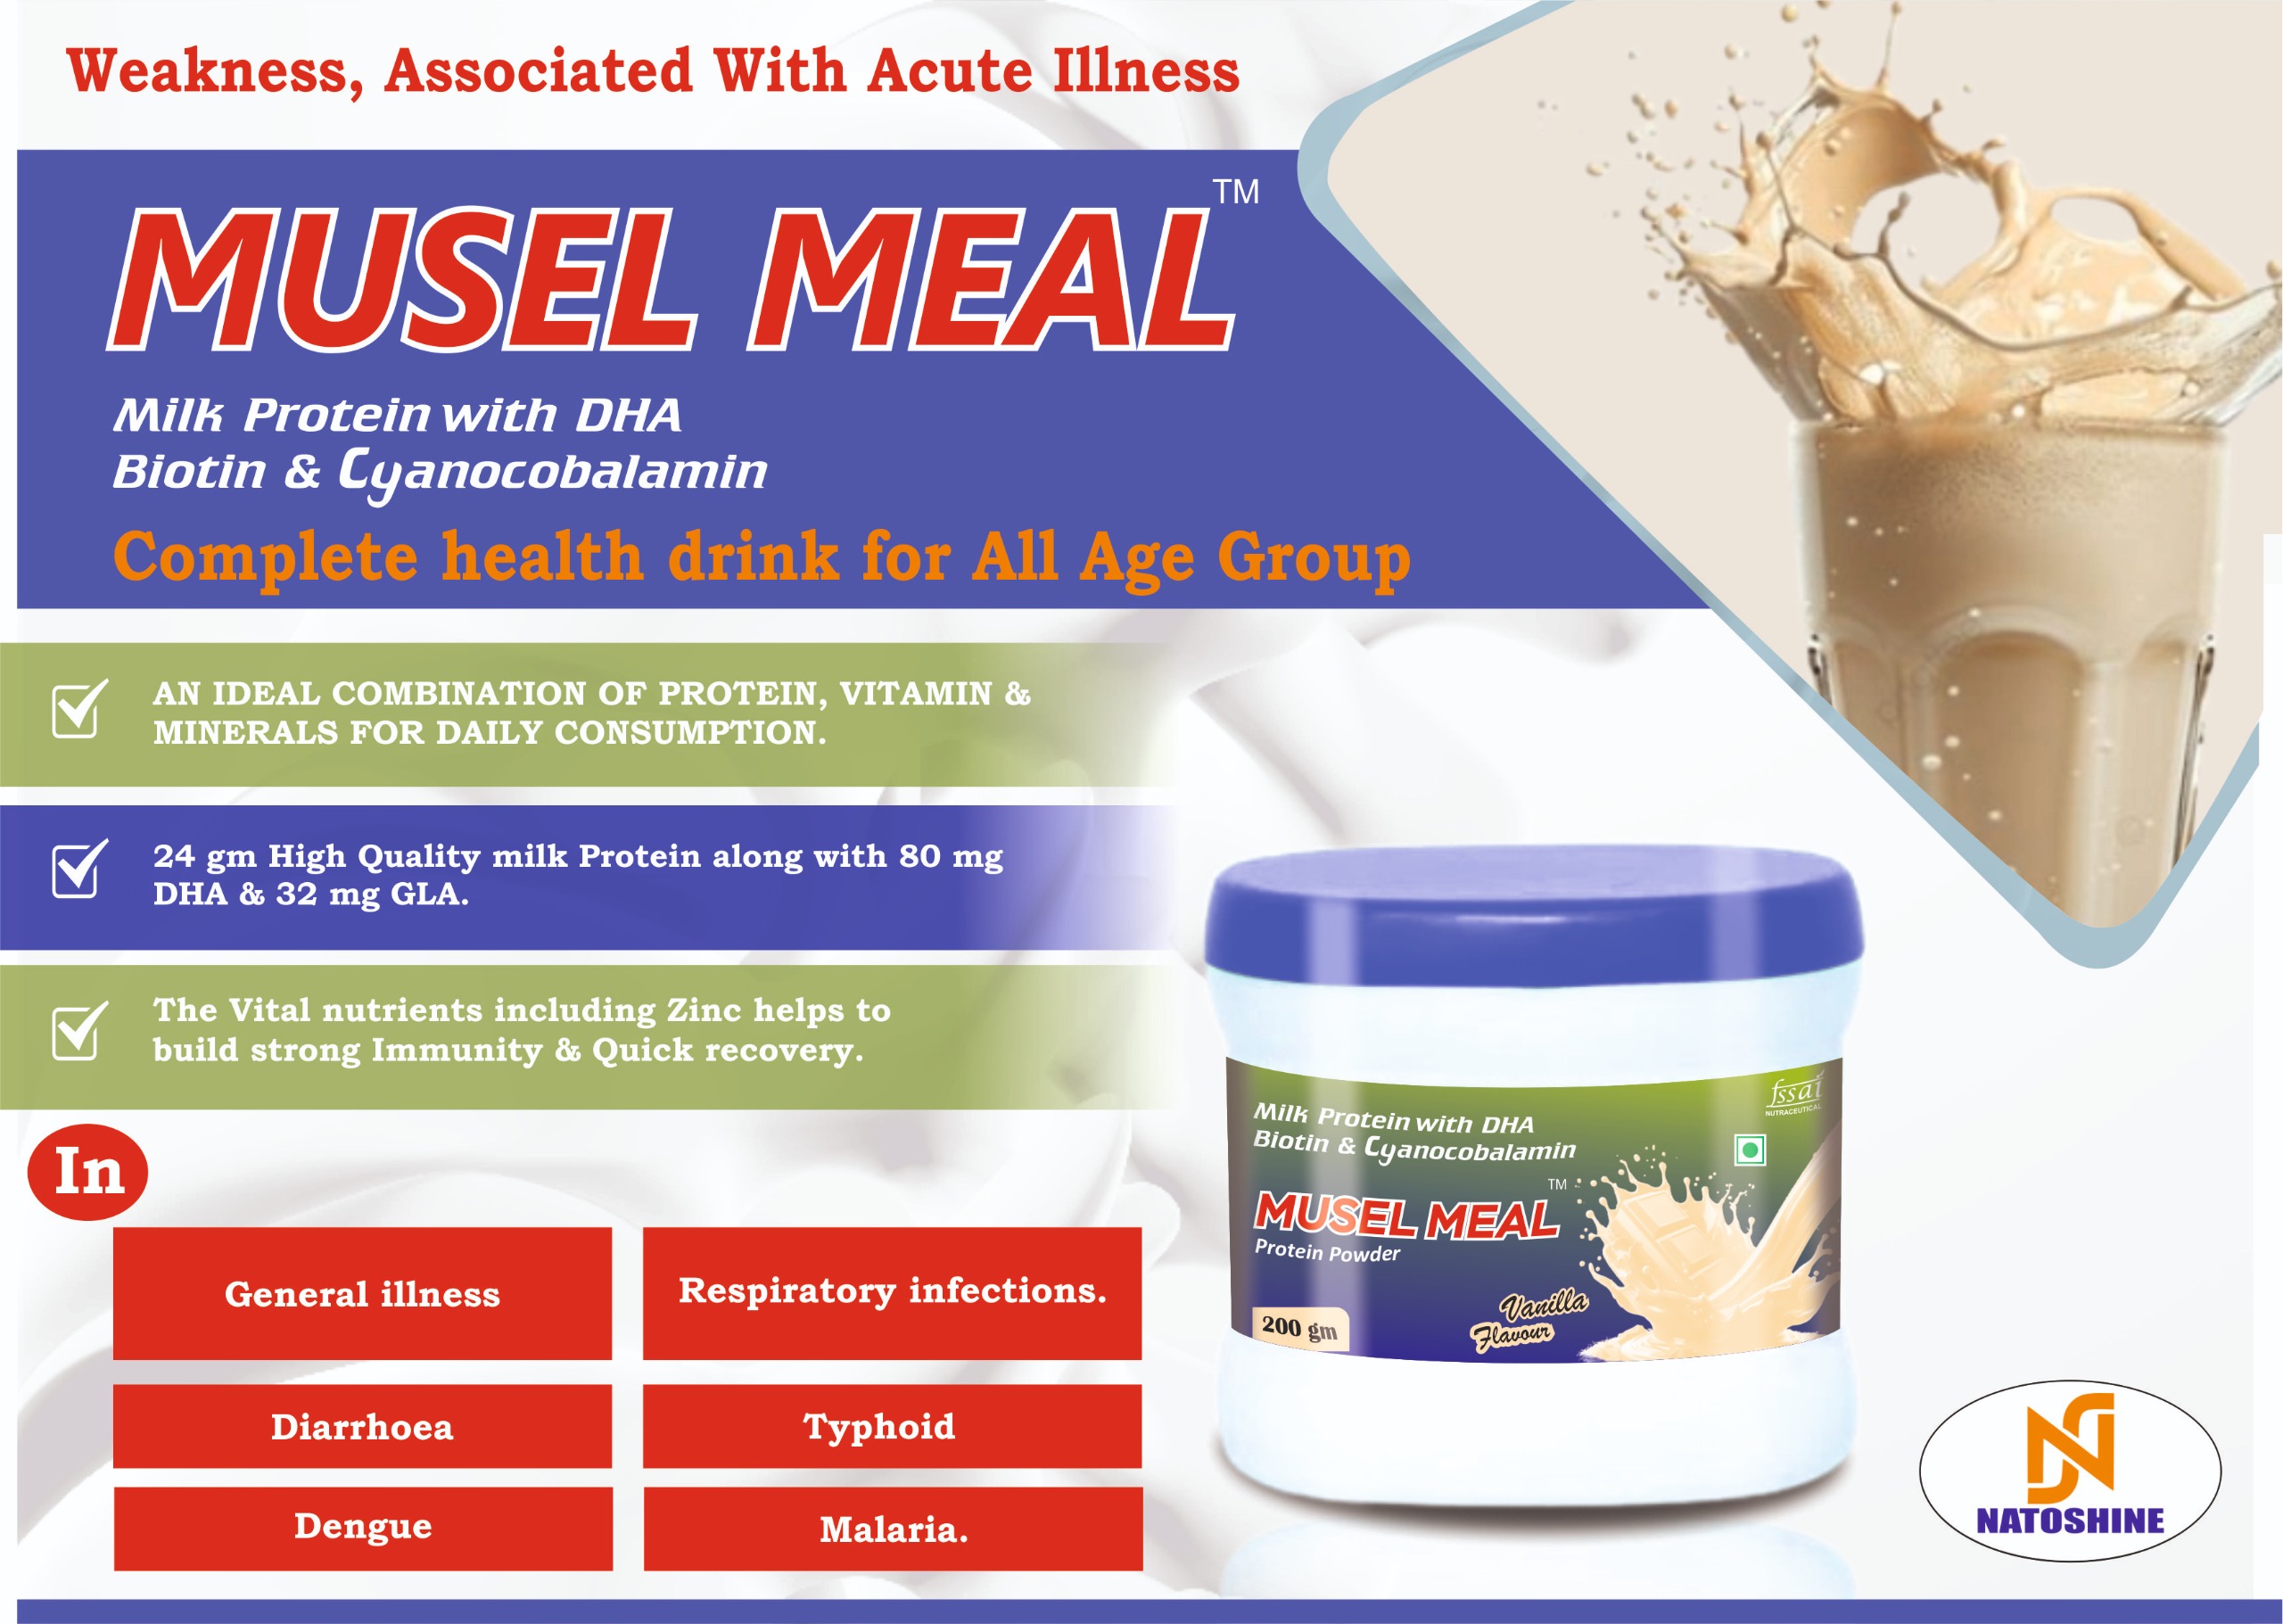 Weakness, Associated With Acute Illness
MUSEL MEAL™
Milk Protein with DHA
Biotin & Cyanocobalamin
Complete health drink for All Age Group
AN IDEAL COMBINATION OF PROTEIN, VITAMIN &
MINERALS FOR DAILY CONSUMPTION.
24 gm High Quality milk Protein along with 80 mg
DHA & 32 mg GLA.
The Vital nutrients including Zinc helps to
build strong Immunity & Quick recovery.
In
General illness
Respiratory infections.
Diarrhoea
Typhoid
Dengue
Malaria.
fssai
NUTRACEUTICAL
Milk Protein with DHA
Biotin & Cyanocobalamin
MUSEL MEAL™
Protein Powder
Vanilla
Flavour
200 gm
NATOSHINE